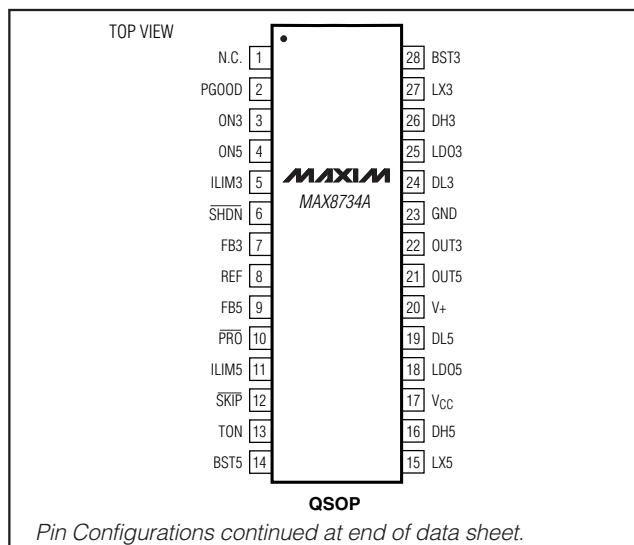 TOP VIEW
N.C. 1
PGOOD 2
ON3 3
ON5 4
ILIM3 5
SHDN 6
FB3 7
REF 8
FB5 9
PRO 10
ILIM5 11
SKIP 12
TON 13
BST5 14
MAXIM
MAX8734A
28 BST3
27 LX3
26 DH3
25 LDO3
24 DL3
23 GND
22 OUT3
21 OUT5
20 V+
19 DL5
18 LDO5
17 VCC
16 DH5
15 LX5
QSOP
Pin Configurations continued at end of data sheet.